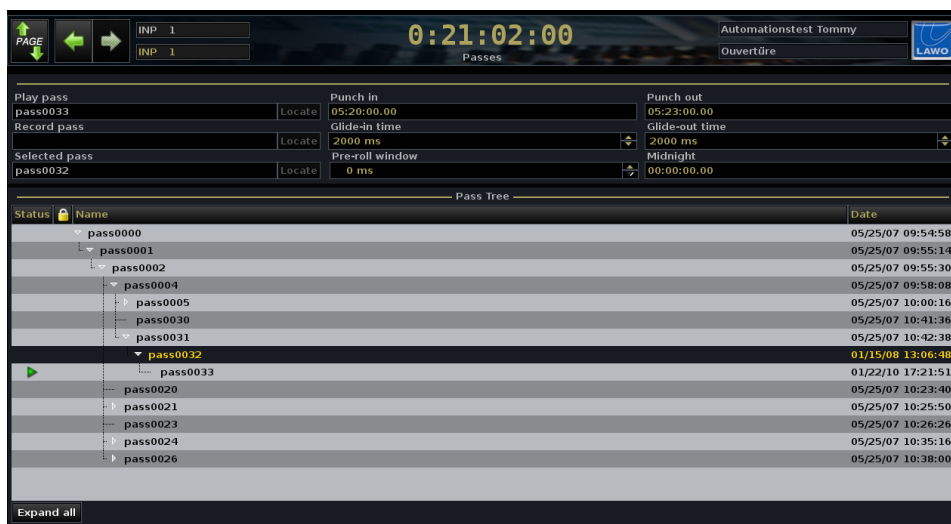 PAGE
INP 1
INP 1
0:21:02:00
Passes
Automationstest Tommy
Ouvertüre
LAWO
Play pass Punch in Punch out
pass0033 Locate 05:20:00.00 05:23:00.00
Record pass Glide-in time Glide-out time
Locate 2000 ms 2000 ms
Selected pass Pre-roll window Midnight
pass0032 Locate 0 ms 00:00:00.00
Pass Tree
Status Name Date
pass0000 05/25/07 09:54:58
pass0001 05/25/07 09:55:14
pass0002 05/25/07 09:55:30
pass0004 05/25/07 09:58:08
pass0005 05/25/07 10:00:16
pass0030 05/25/07 10:41:36
pass0031 05/25/07 10:42:38
pass0032 01/15/08 13:06:48
pass0033 01/22/10 17:21:51
pass0020 05/25/07 10:23:40
pass0021 05/25/07 10:25:50
pass0023 05/25/07 10:26:26
pass0024 05/25/07 10:35:16
pass0026 05/25/07 10:38:00
Expand all